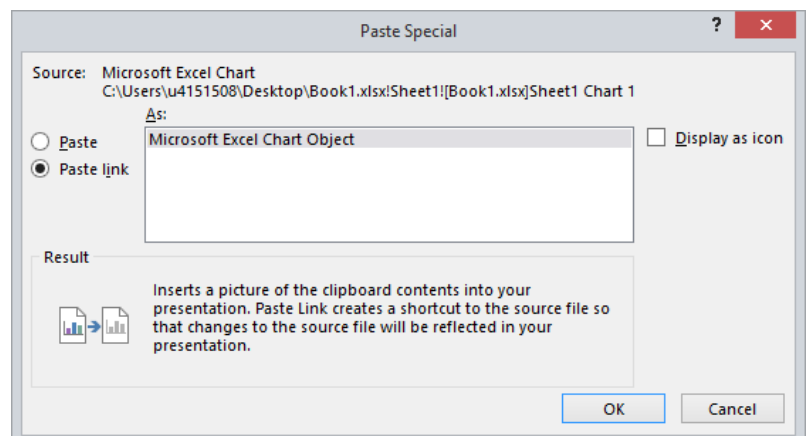 Paste Special
? ×
Source: Microsoft Excel Chart
C:\Users\u4151508\Desktop\Book1.xlsx!Sheet1![Book1.xlsx]Sheet1 Chart 1
As:
Paste
Microsoft Excel Chart Object
Display as icon
Paste link
Result
Inserts a picture of the clipboard contents into your
presentation. Paste Link creates a shortcut to the source file so
that changes to the source file will be reflected in your
presentation.
OK
Cancel